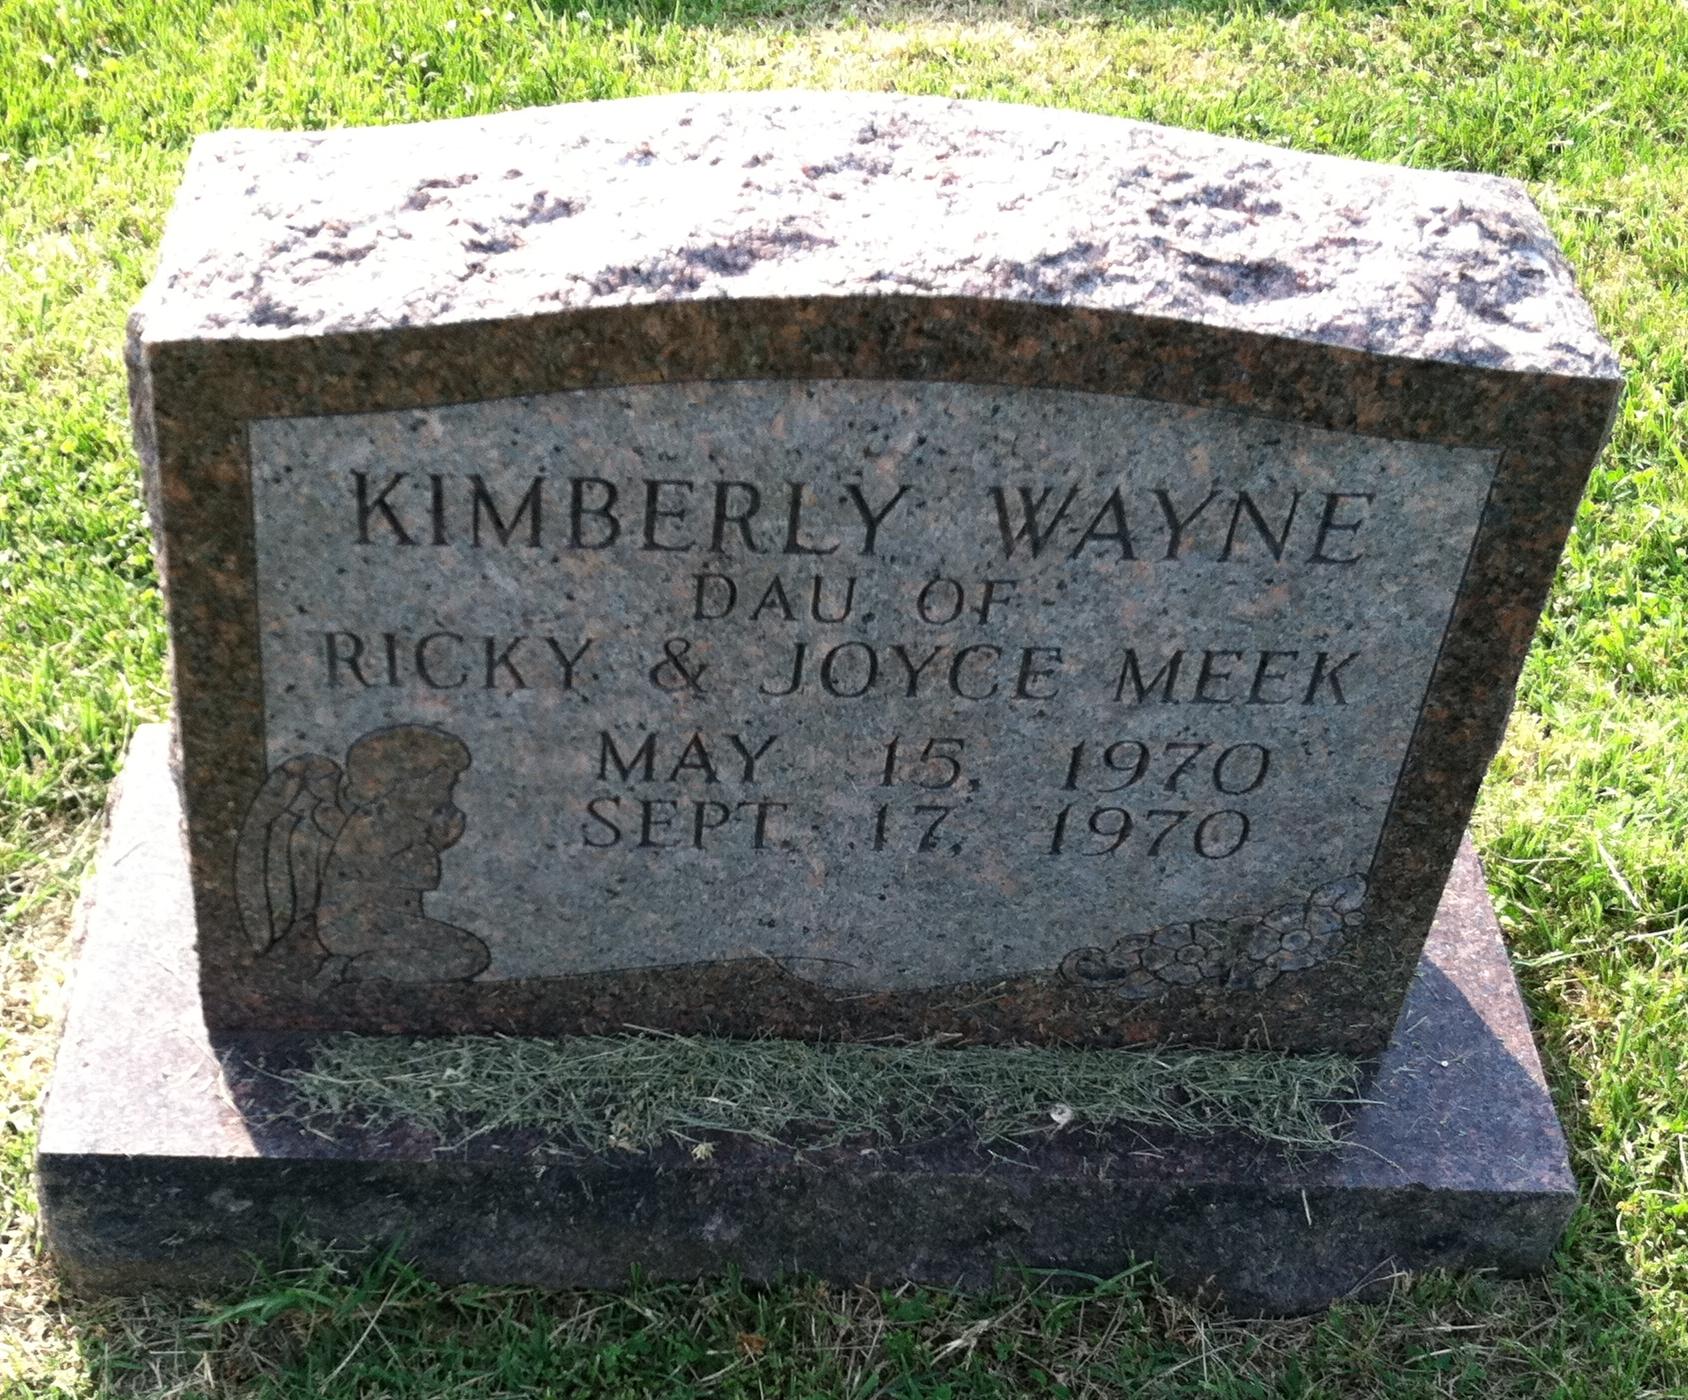 KIMBERLY WAYNE
DAU. OF
RICKY & JOYCE MEEK
MAY 15, 1970
SEPT. 17, 1970